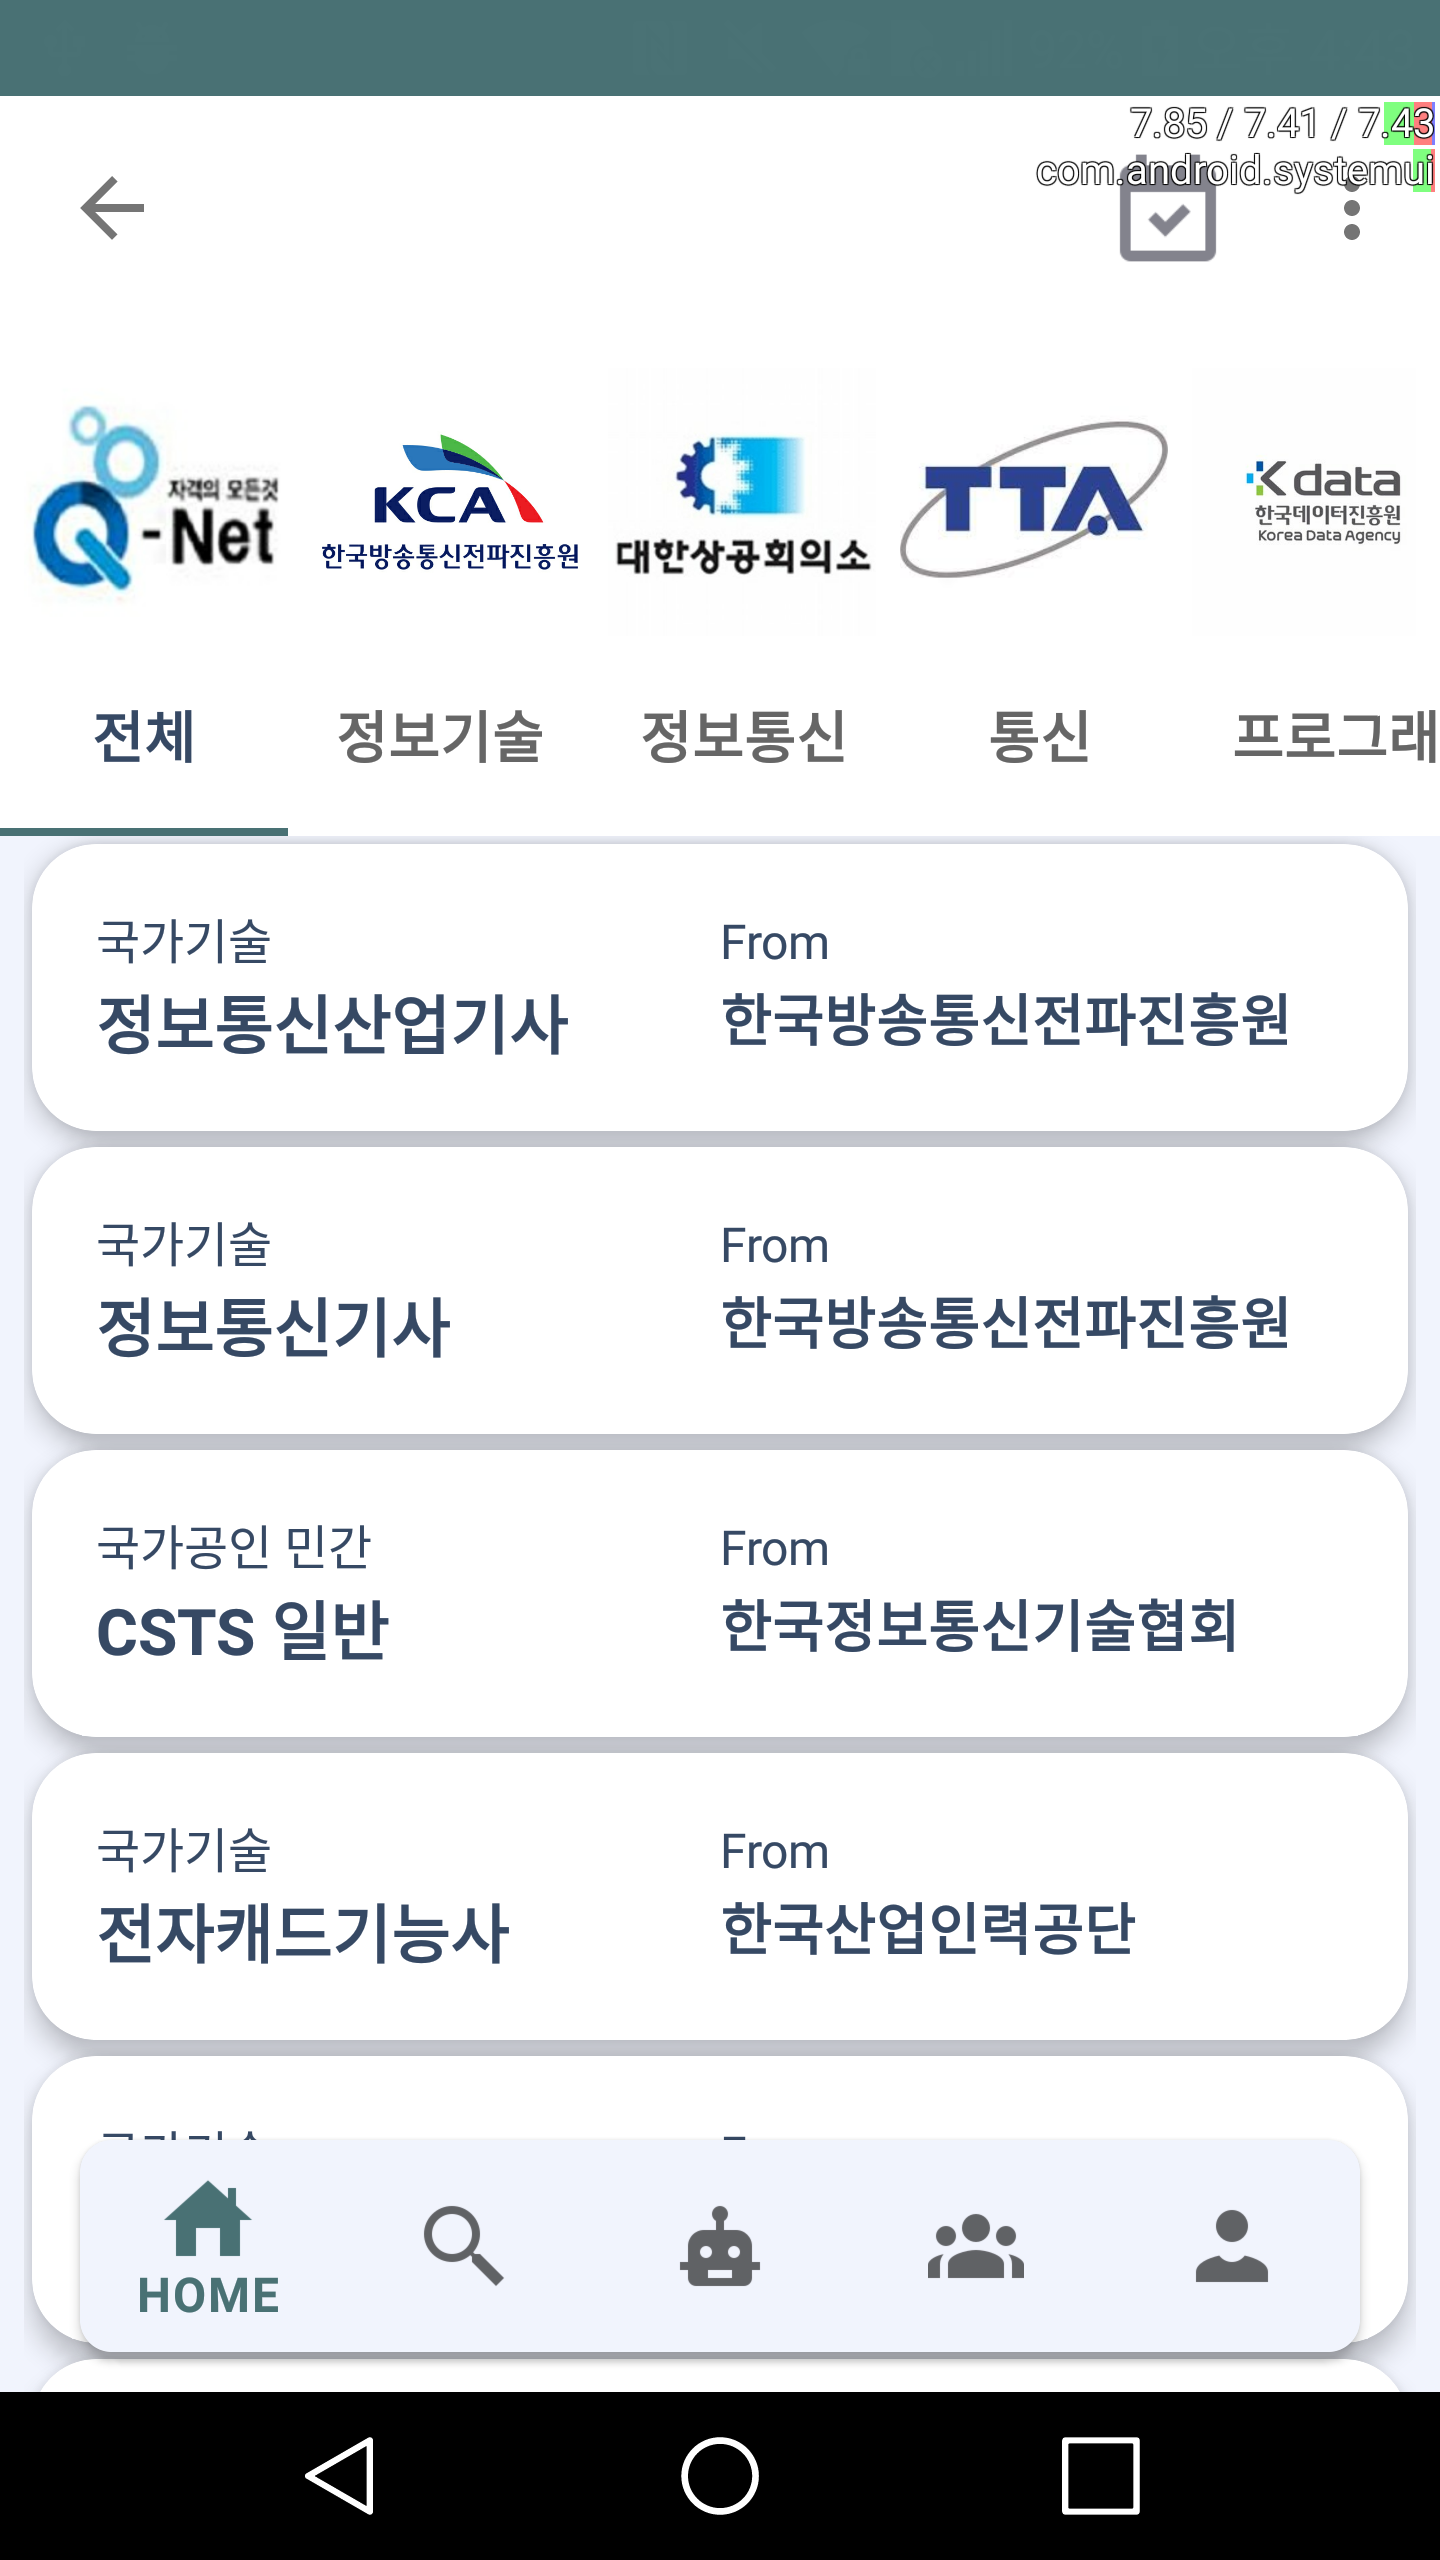 7.85 / 7.41 / 7.43
com.android.systemui
자격의 모든것
Q-Net
KCA
한국방송통신전파진흥원
대한상공회의소
TTA
K data
한국데이터진흥원
Korea Data Agency
전체 정보기술 정보통신 통신 프로그래
국가기술 From
정보통신산업기사 한국방송통신전파진흥원
국가기술 From
정보통신기사 한국방송통신전파진흥원
국가공인 민간 From
CSTS 일반 한국정보통신기술협회
국가기술 From
전자캐드기능사 한국산업인력공단
HOME